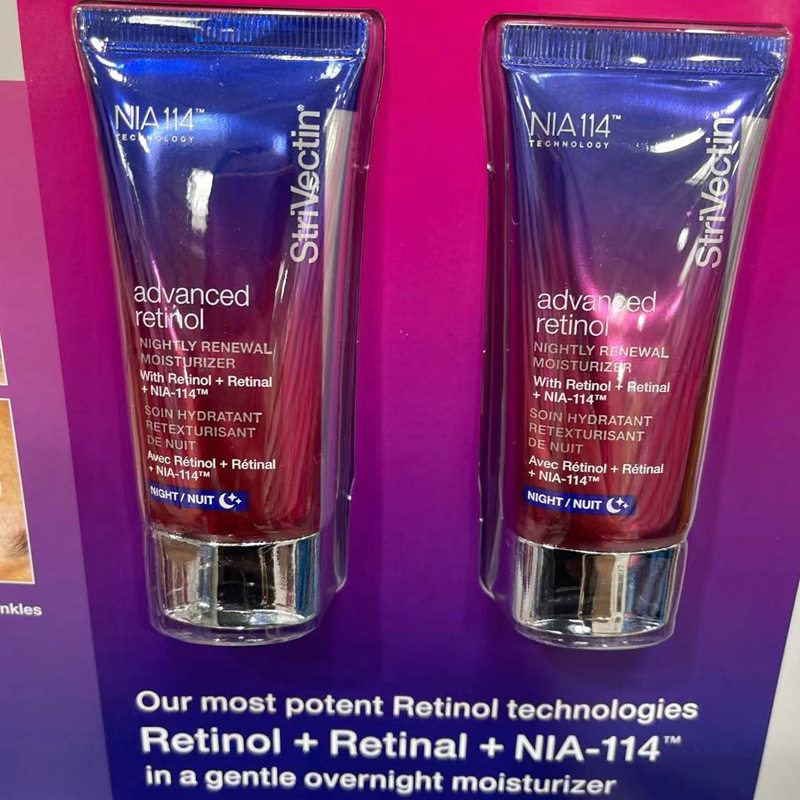 NIA114™
TECHNOLOGY
StriVectin®
advanced
retinol
NIGHTLY RENEWAL
MOISTURIZER
With Retinol + Retinal
+ NIA-114™
SOIN HYDRATANT
RETEXTURISANT
DE NUIT
Avec Rétinol + Rétinal
+ NIA-114™
NIGHT / NUIT
NIA114™
TECHNOLOGY
StriVectin
advanced
retinol
NIGHTLY RENEWAL
MOISTURIZER
With Retinol + Retinal
+ NIA-114™
SOIN HYDRATANT
RETEXTURISANT
DE NUIT
Avec Rétinol + Rétinal
+ NIA-114™
NIGHT / NUIT
nkles
Our most potent Retinol technologies
Retinol + Retinal + NIA-114™
in a gentle overnight moisturizer